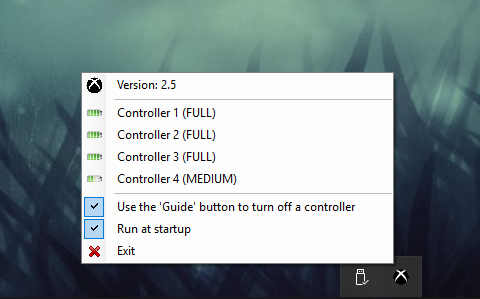 Version: 2.5
Controller 1 (FULL)
Controller 2 (FULL)
Controller 3 (FULL)
Controller 4 (MEDIUM)
Use the 'Guide' button to turn off a controller
Run at startup
Exit